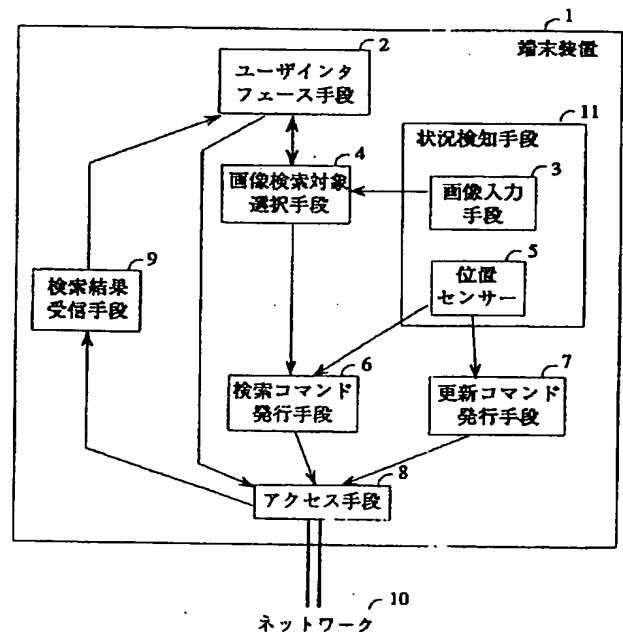 1
端末装置
2
ユーザインタ
フェース手段
11
状況検知手段
4
画像検索対象
選択手段
3
画像入力
手段
9
検索結果
受信手段
5
位置
センサー
6
検索コマンド
発行手段
7
更新コマンド
発行手段
8
アクセス手段
10
ネットワーク